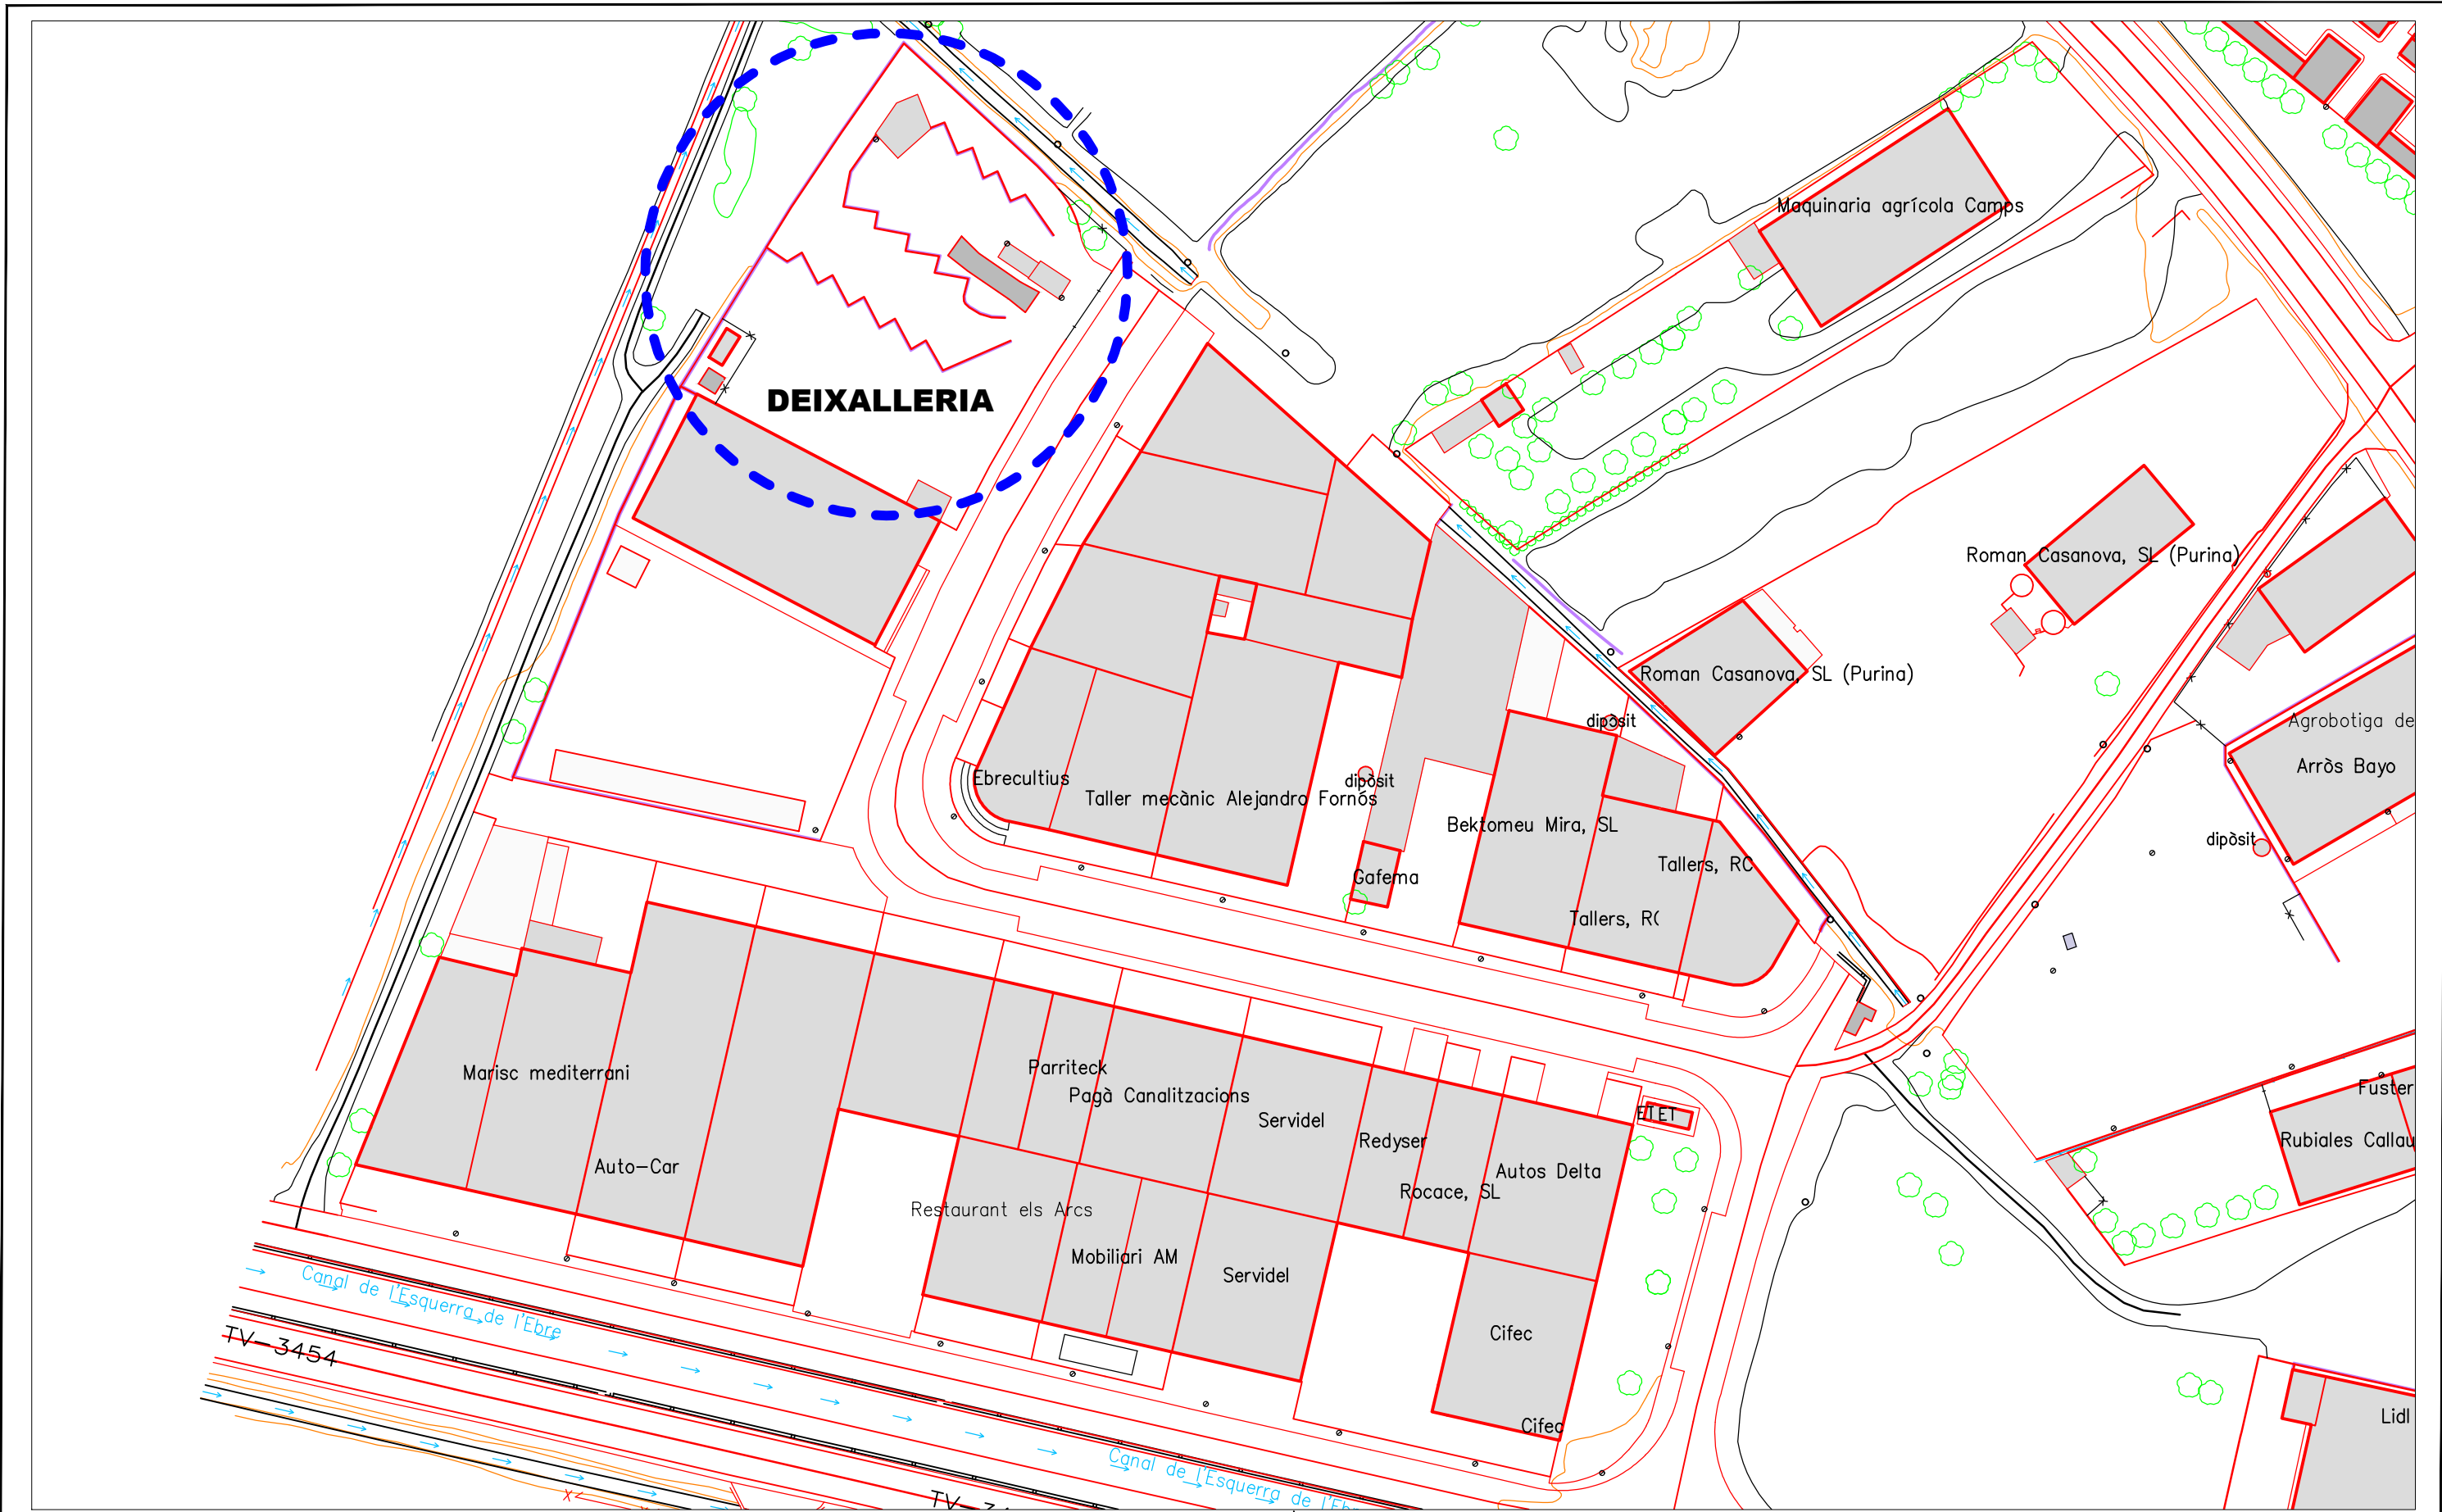 Maquinaria agrícola Camps
DEIXALLERIA
Roman Casanova, SL (Purina)
Roman Casanova, SL (Purina)
Agrobotiga de
Arròs Bayo
dipòsit
dipòsit
dipòsit
Ebrecultius
Taller mecànic Alejandro Fornós
Bektomeu Mira, SL
Tallers, RC
Gafema
Tallers, RC
Marisc mediterrani
Parriteck
Pagà Canalitzacions
Servidel
Redyser
ETET
Fuster
Rubiales Callau
Auto-Car
Autos Delta
Rocace, SL
Restaurant els Arcs
Mobiliari AM
Servidel
Canal de l'Esquerra de l'Ebre
TV-3454
Cifec
Cifec
Lidl
Canal de l'Esquerra de l'Ebre